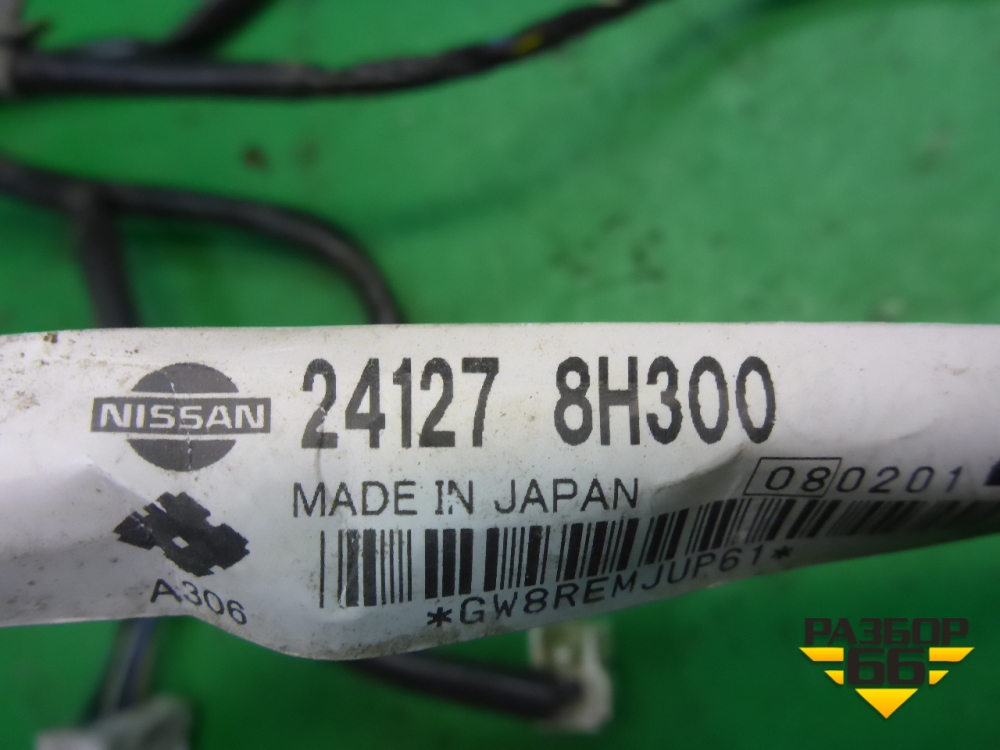 NISSAN
24127 8H300
MADE IN JAPAN
080201
A306
*GW8REMJUP61*
РАЗБОР
66